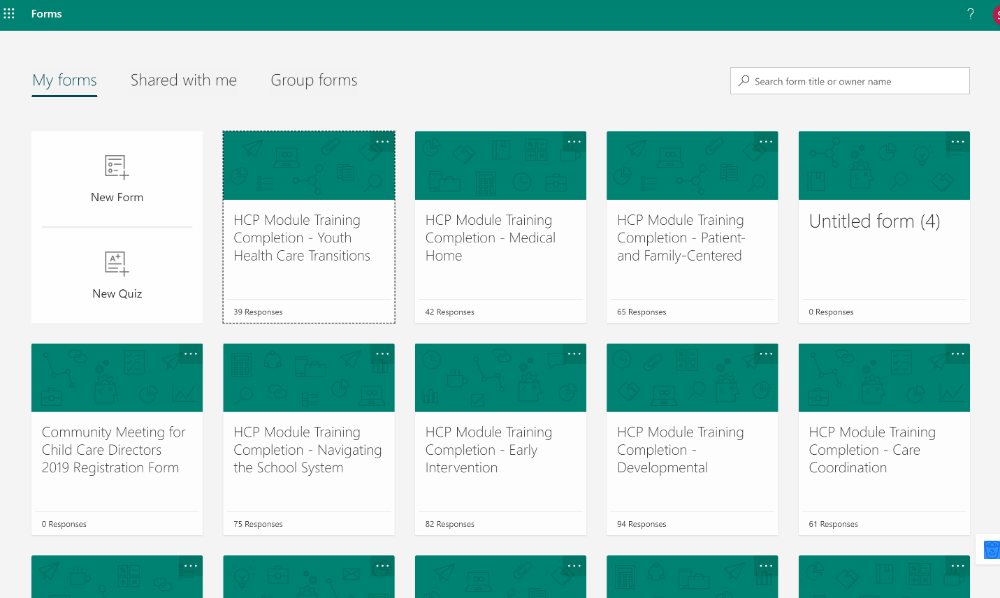 Forms
?
My forms
Shared with me
Group forms
Search form title or owner name
New Form
New Quiz
HCP Module Training
Completion - Youth
Health Care Transitions
39 Responses
HCP Module Training
Completion - Medical
Home
42 Responses
HCP Module Training
Completion - Patient-
and Family-Centered
65 Responses
Untitled form (4)
0 Responses
Community Meeting for
Child Care Directors
2019 Registration Form
0 Responses
HCP Module Training
Completion - Navigating
the School System
75 Responses
HCP Module Training
Completion - Early
Intervention
82 Responses
HCP Module Training
Completion -
Developmental
94 Responses
HCP Module Training
Completion - Care
Coordination
61 Responses